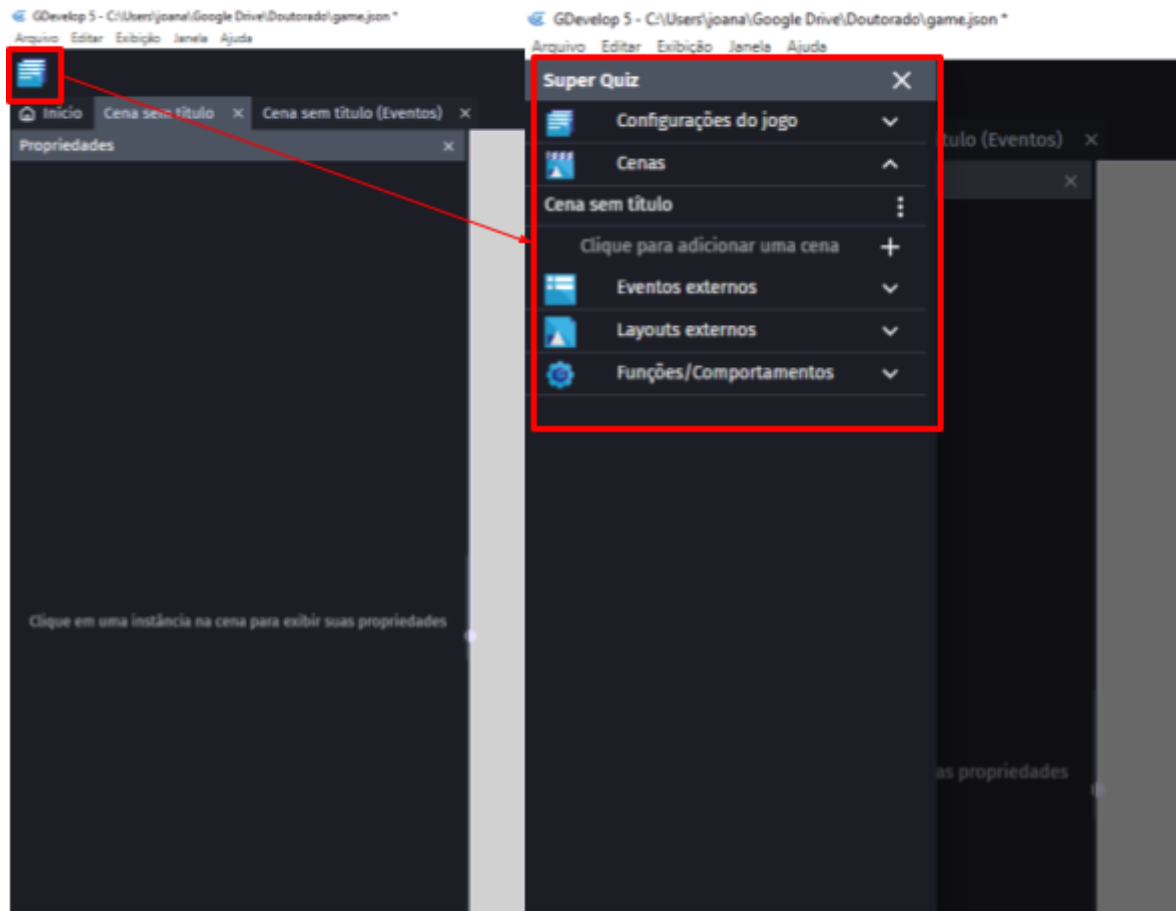 GDevelop 5 - C:\Users\joana\Google Drive\Doutorado\game.json *
Arquivo Editar Exibição Janela Ajuda
Início Cena sem título × Cena sem título (Eventos) ×
Propriedades ×
Clique em uma instância na cena para exibir suas propriedades
GDevelop 5 - C:\Users\joana\Google Drive\Doutorado\game.json *
Arquivo Editar Exibição Janela Ajuda
Super Quiz
Configurações do jogo
Cenas
Cena sem título
Clique para adicionar uma cena +
Eventos externos
Layouts externos
Funções/Comportamentos
tulo (Eventos) ×
as propriedades